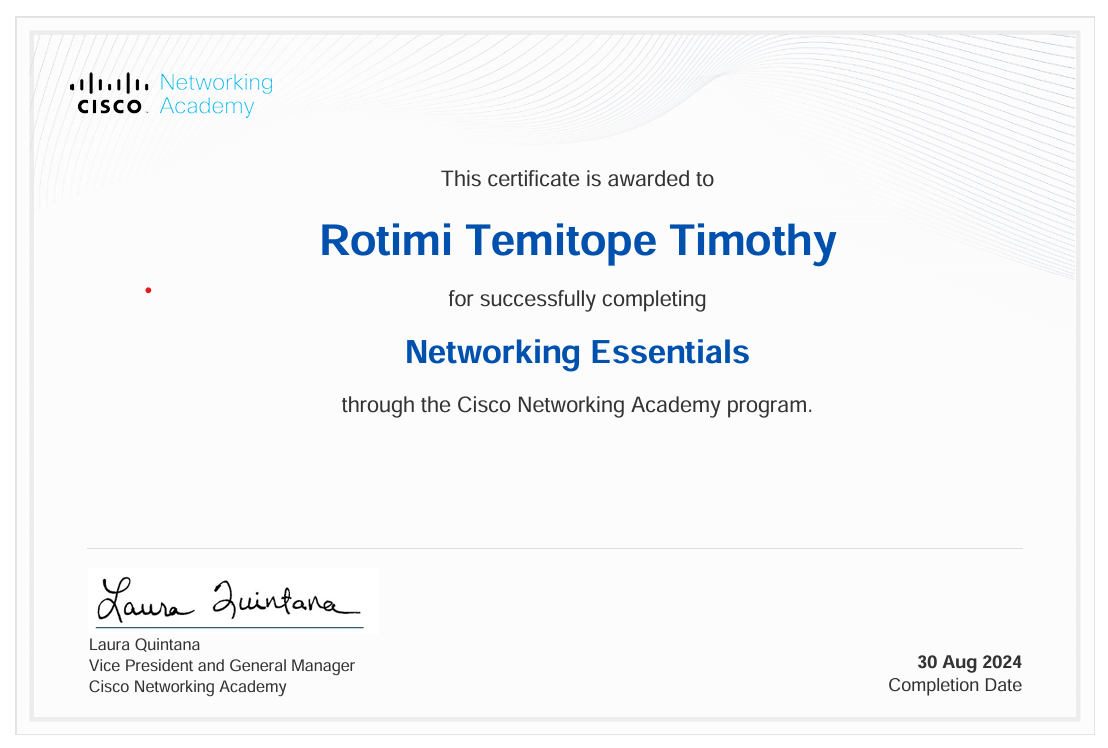 Networking
CISCO. Academy
This certificate is awarded to
Rotimi Temitope Timothy
for successfully completing
Networking Essentials
through the Cisco Networking Academy program.
Laura Quintana
Laura Quintana
Vice President and General Manager
Cisco Networking Academy
30 Aug 2024
Completion Date